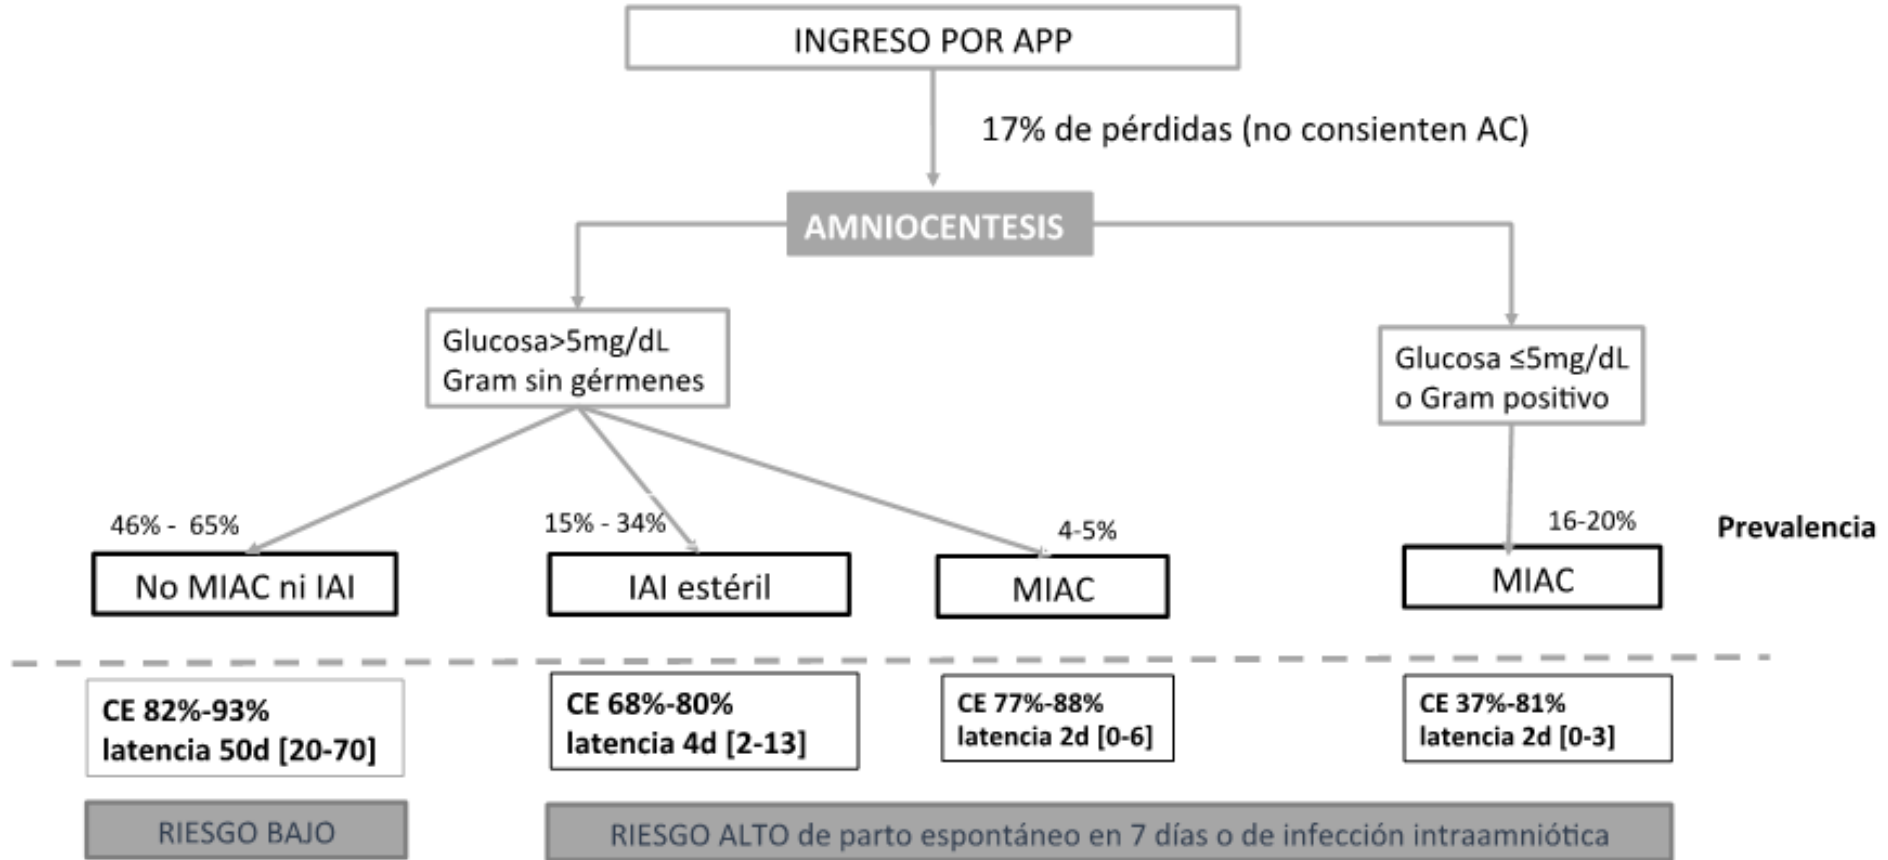 INGRESO POR APP
17% de pérdidas (no consienten AC)
AMNIOCENTESIS
Glucosa>5mg/dL
Gram sin gérmenes
Glucosa ≤5mg/dL
o Gram positivo
46% - 65%
15% - 34%
4-5%
16-20%
Prevalencia
No MIAC ni IAI
IAI estéril
MIAC
MIAC
CE 82%-93%
latencia 50d [20-70]
CE 68%-80%
latencia 4d [2-13]
CE 77%-88%
latencia 2d [0-6]
CE 37%-81%
latencia 2d [0-3]
RIESGO BAJO
RIESGO ALTO de parto espontáneo en 7 días o de infección intraamniótica